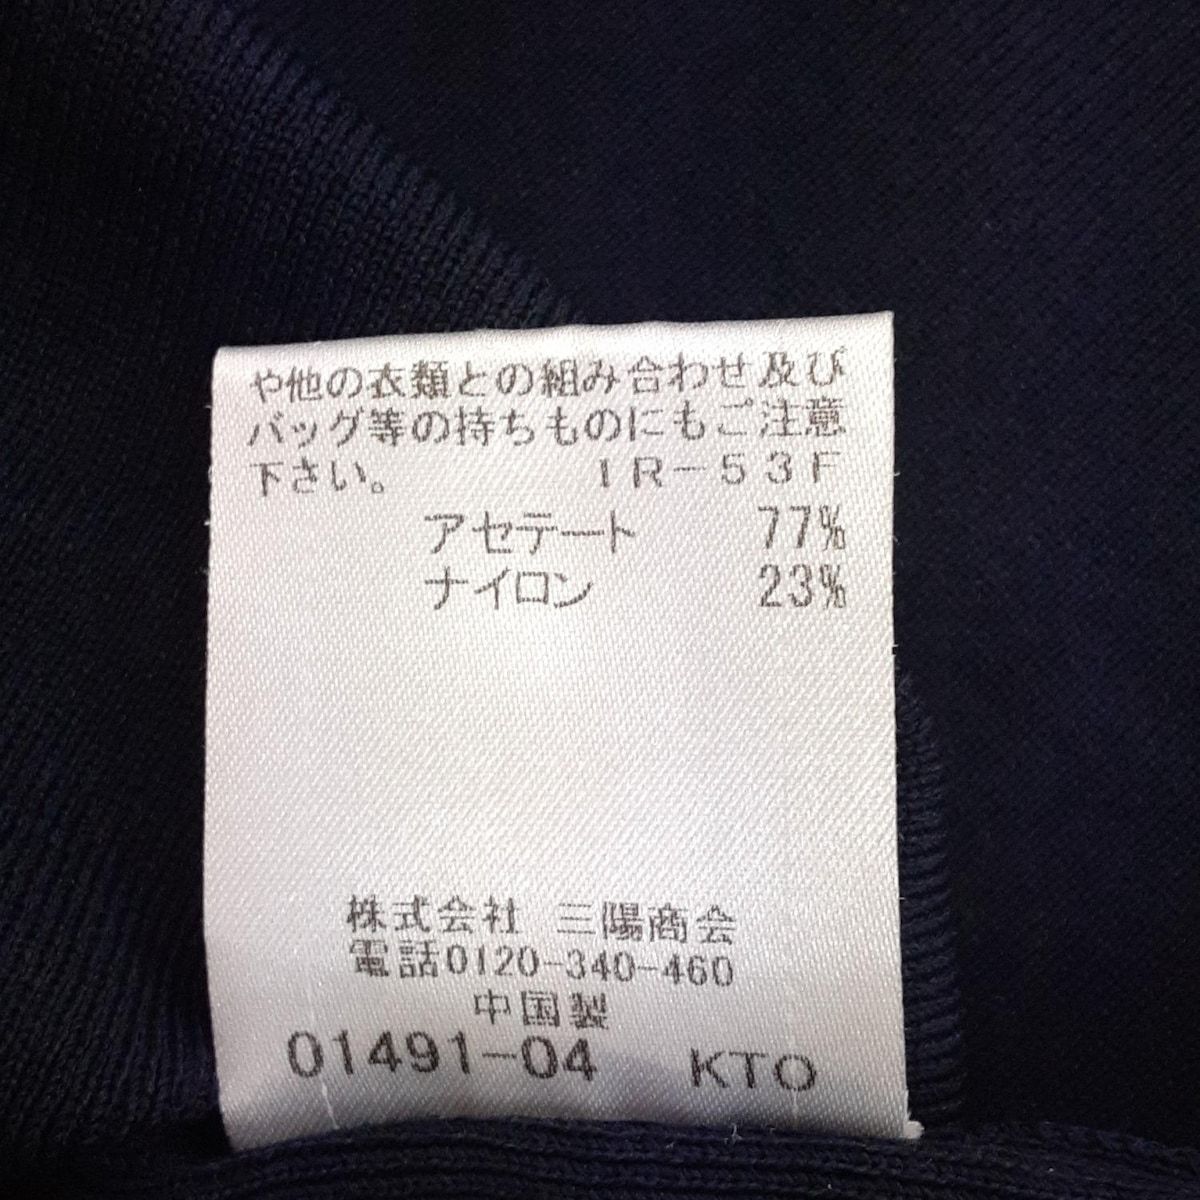 や他の衣類との組み合わせ及び
バッグ等の持ちものにもご注意
下さい。 IR-53F
アセテート 77%
ナイロン 23%
株式会社 三陽商会
電話0120-340-460
中国製
01491-04 KTO